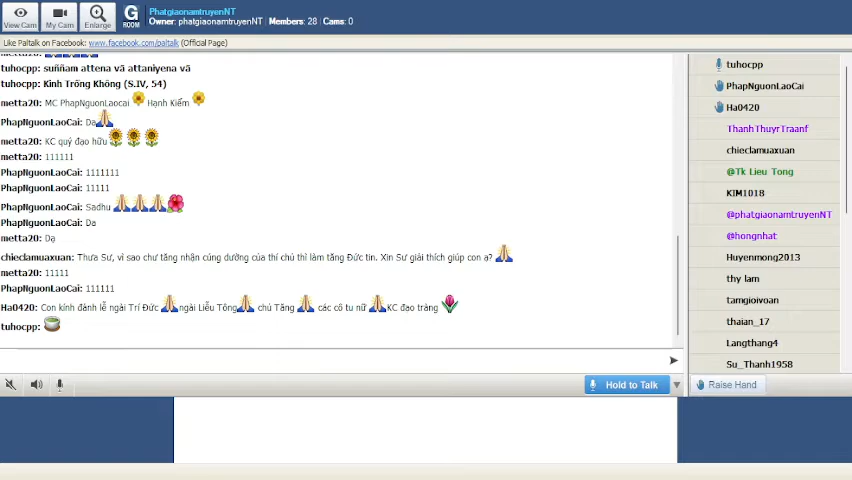 View Cam
My Cam
Enlarge
G
ROOM
PhatgiaonamtruyenNT
Owner: phatgiaonamtruyenNT | Members: 28 | Cams: 0
Like Paltalk on Facebook: www.facebook.com/paltalk (Official Page)
tuhocpp: suññam attena vā attaniyena vā
tuhocpp: Kinh Trống Không (S.IV, 54)
metta20: MC PhapNguonLaocai Hạnh Kiểm
PhapNguonLaoCai: Da
metta20: KC quý đạo hữu
metta20: 111111
PhapNguonLaoCai: 1111111
PhapNguonLaoCai: 11111
PhapNguonLaoCai: Sadhu
PhapNguonLaoCai: Da
metta20: Dạ
chieclamuaxuan: Thưa Sư, vì sao chư tăng nhận cúng dường của thí chủ thì làm tăng Đức tin. Xin Sư giải thích giúp con ạ?
metta20: 11111
PhapNguonLaoCai: 111111
Ha0420: Con kính đảnh lễ ngài Trí Đức ngài Liễu Tông chú Tăng các cô tu nữ KC đạo tràng
tuhocpp:
Hold to Talk
tuhocpp
PhapNguonLaoCai
Ha0420
ThanhThuyrTraanf
chieclamuaxuan
@Tk Lieu Tong
KIM1018
@phatgiaonamtruyenNT
@hongnhat
Huyenmong2013
thy lam
tamgioivoan
thaian_17
Langthang4
Su_Thanh1958
Raise Hand